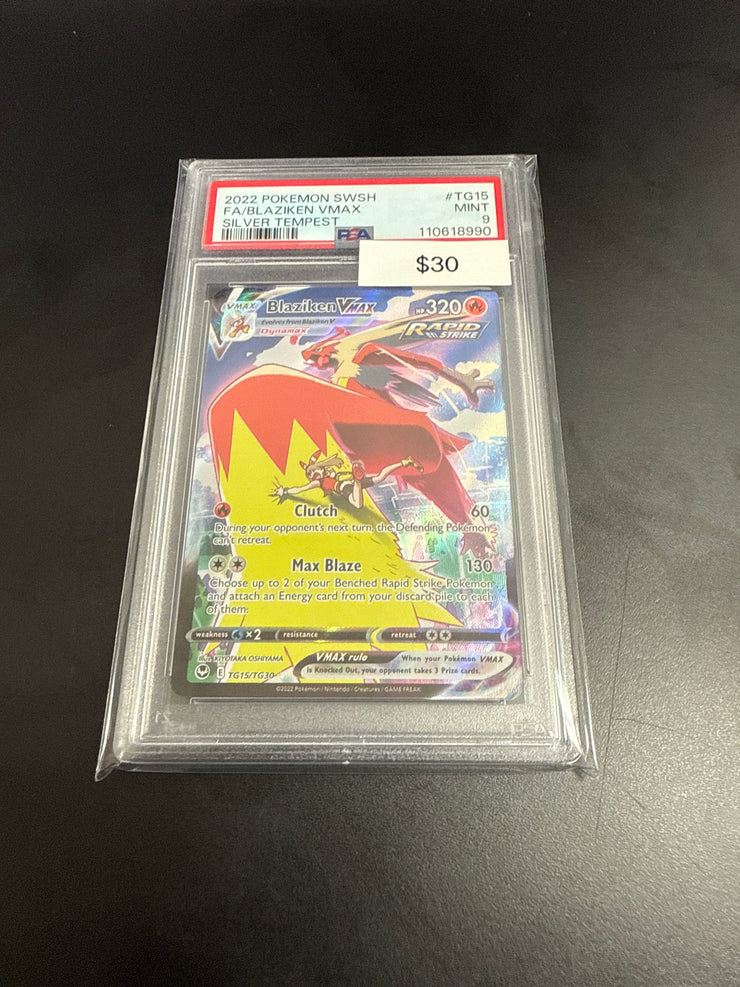 2022 POKEMON SWSH #TG15
FA/BLAZIKEN VMAX MINT
SILVER TEMPEST 9
PSA 110618990
$30
VMAX Blaziken VMAX HP 320
Evolves from Blaziken V
Dynamax
RAPID
STRIKE
Clutch 60
During your opponent's next turn, the Defending Pokémon
can't retreat.
Max Blaze 130
Choose up to 2 of your Benched Rapid Strike Pokémon
and attach an Energy card from your discard pile to each
of them.
weakness ×2 resistance retreat
Illus. KIYOTAKA OSHIYAMA
E TG15/TG30
VMAX rule When your Pokémon VMAX
is Knocked Out, your opponent takes 3 Prize cards.
©2022 Pokémon / Nintendo / Creatures / GAME FREAK